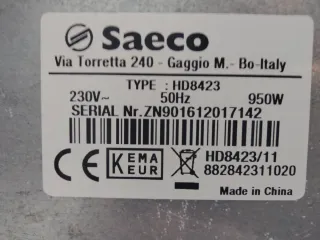 Saeco
Via Torretta 240 - Gaggio M.- Bo-Italy
TYPE : HD8423
230V~ 50Hz 950W
SERIAL Nr.ZN901612017142
CE KEMA KEUR HD8423/11
882842311020
Made in China